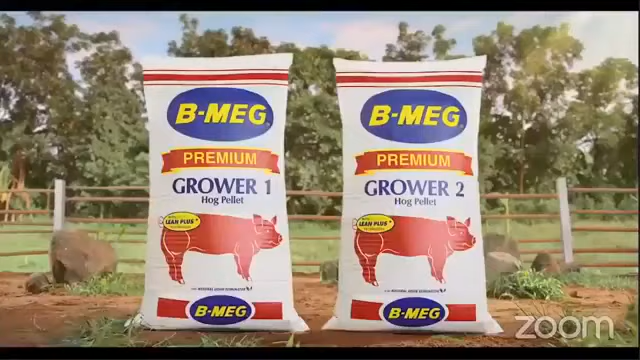 B-MEG
PREMIUM
GROWER 1
Hog Pellet
LEAN PLUS
B-MEG
B-MEG
PREMIUM
GROWER 2
Hog Pellet
LEAN PLUS
B-MEG
zoom